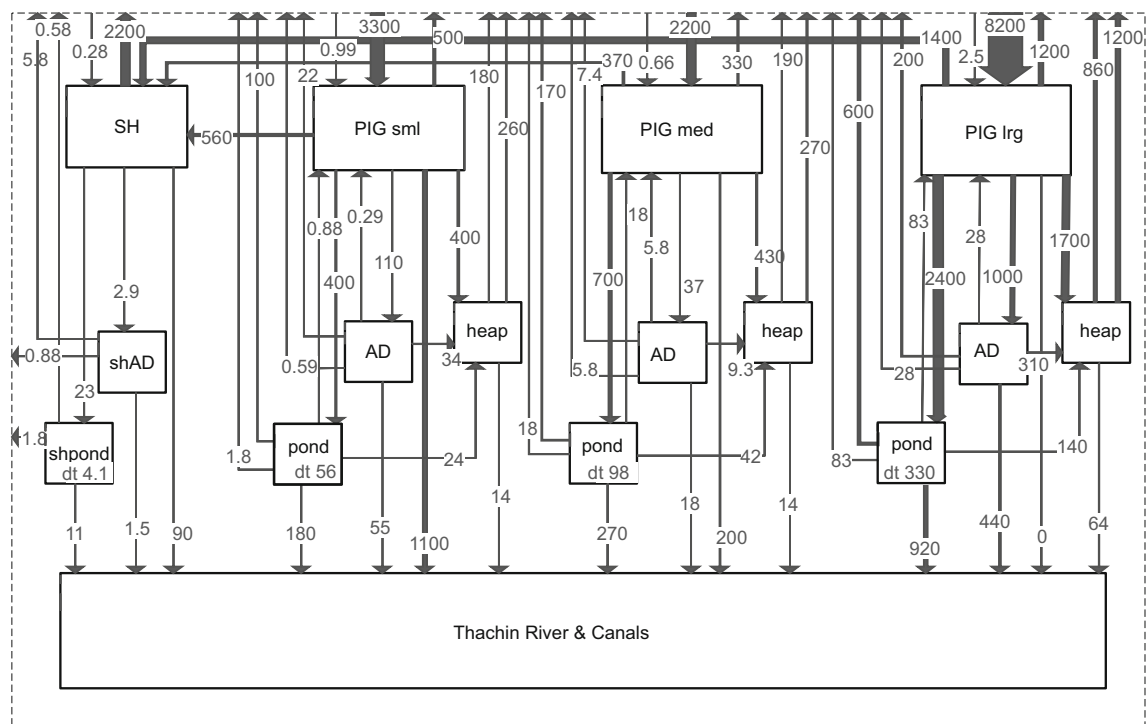 0.58 2200 3300 2200 8200
5.8 0.28 0.99 500 0.66 330 1400 2.5 1200 1200
100 22 180 370 7.4 190 200 860
170 600
SH PIG sml PIG med PIG lrg
560 260 270
0.88 0.29 400 18 5.8 430 83 28 1700
400 110 700 37 2400 1000
2.9
heap heap heap
0.88 shAD AD 34 AD 9.3 AD 310
0.59 5.8 28
23
1.8 shpond pond pond pond
dt 4.1 1.8 dt 56 24 18 dt 98 42 83 dt 330 140
14 18 14
11 1.5 90 180 55 1100 270 200 920 440 0 64
Thachin River & Canals